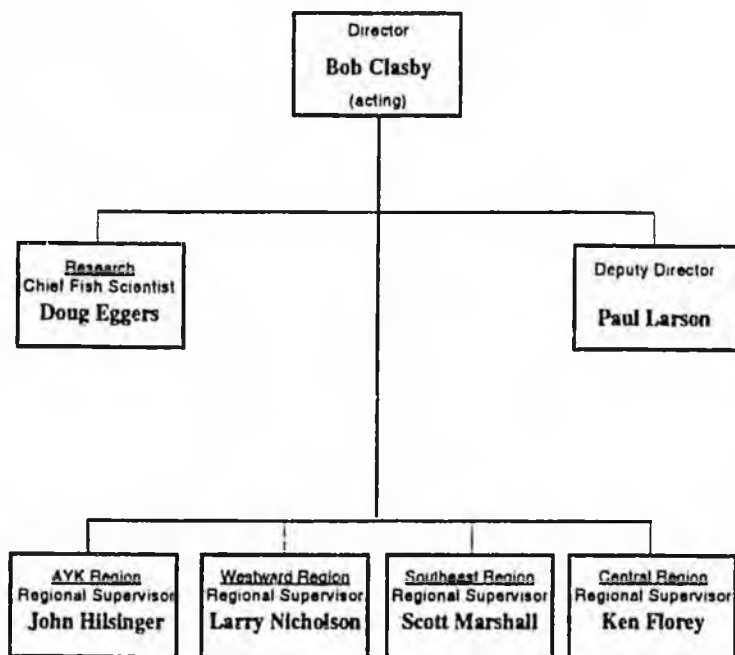 Director
Bob Clasby
(acting)
Research
Chief Fish Scientist
Doug Eggers
Deputy Director
Paul Larson
AYK Region
Regional Supervisor
John Hilsinger
Westward Region
Regional Supervisor
Larry Nicholson
Southeast Region
Regional Supervisor
Scott Marshall
Central Region
Regional Supervisor
Ken Florey